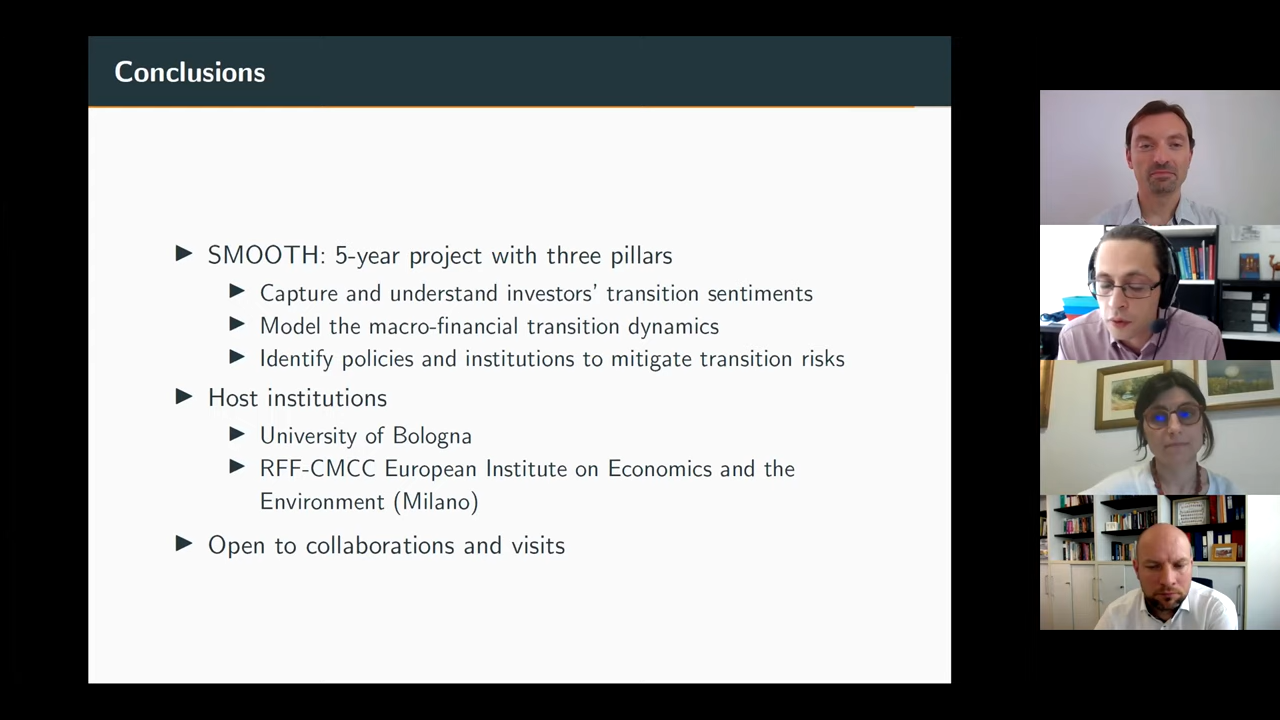 Conclusions
▶ SMOOTH: 5-year project with three pillars
▶ Capture and understand investors’ transition sentiments
▶ Model the macro-financial transition dynamics
▶ Identify policies and institutions to mitigate transition risks
▶ Host institutions
▶ University of Bologna
▶ RFF-CMCC European Institute on Economics and the
Environment (Milano)
▶ Open to collaborations and visits